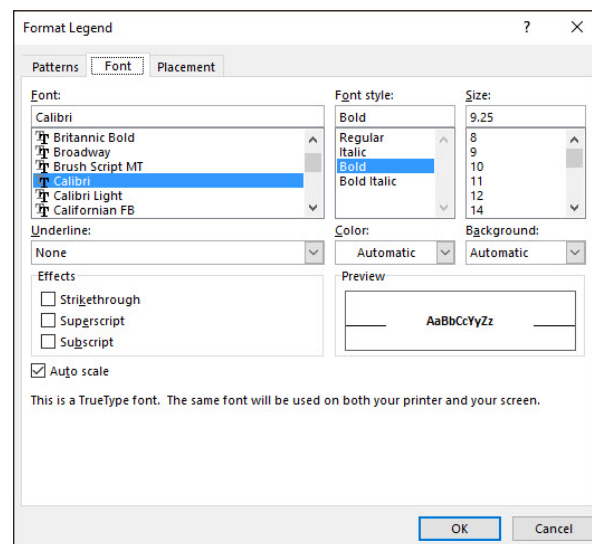 Format Legend ? ×
Patterns Font Placement
Font: Font style: Size:
Calibri Bold 9.25
Britannic Bold Regular 8
Broadway Italic 9
Brush Script MT Bold 10
Calibri Bold Italic 11
Calibri Light 12
Californian FB 14
Underline: Color: Background:
None Automatic Automatic
Effects Preview
Strikethrough
Superscript AaBbCcYyZz
Subscript
Auto scale
This is a TrueType font. The same font will be used on both your printer and your screen.
OK Cancel